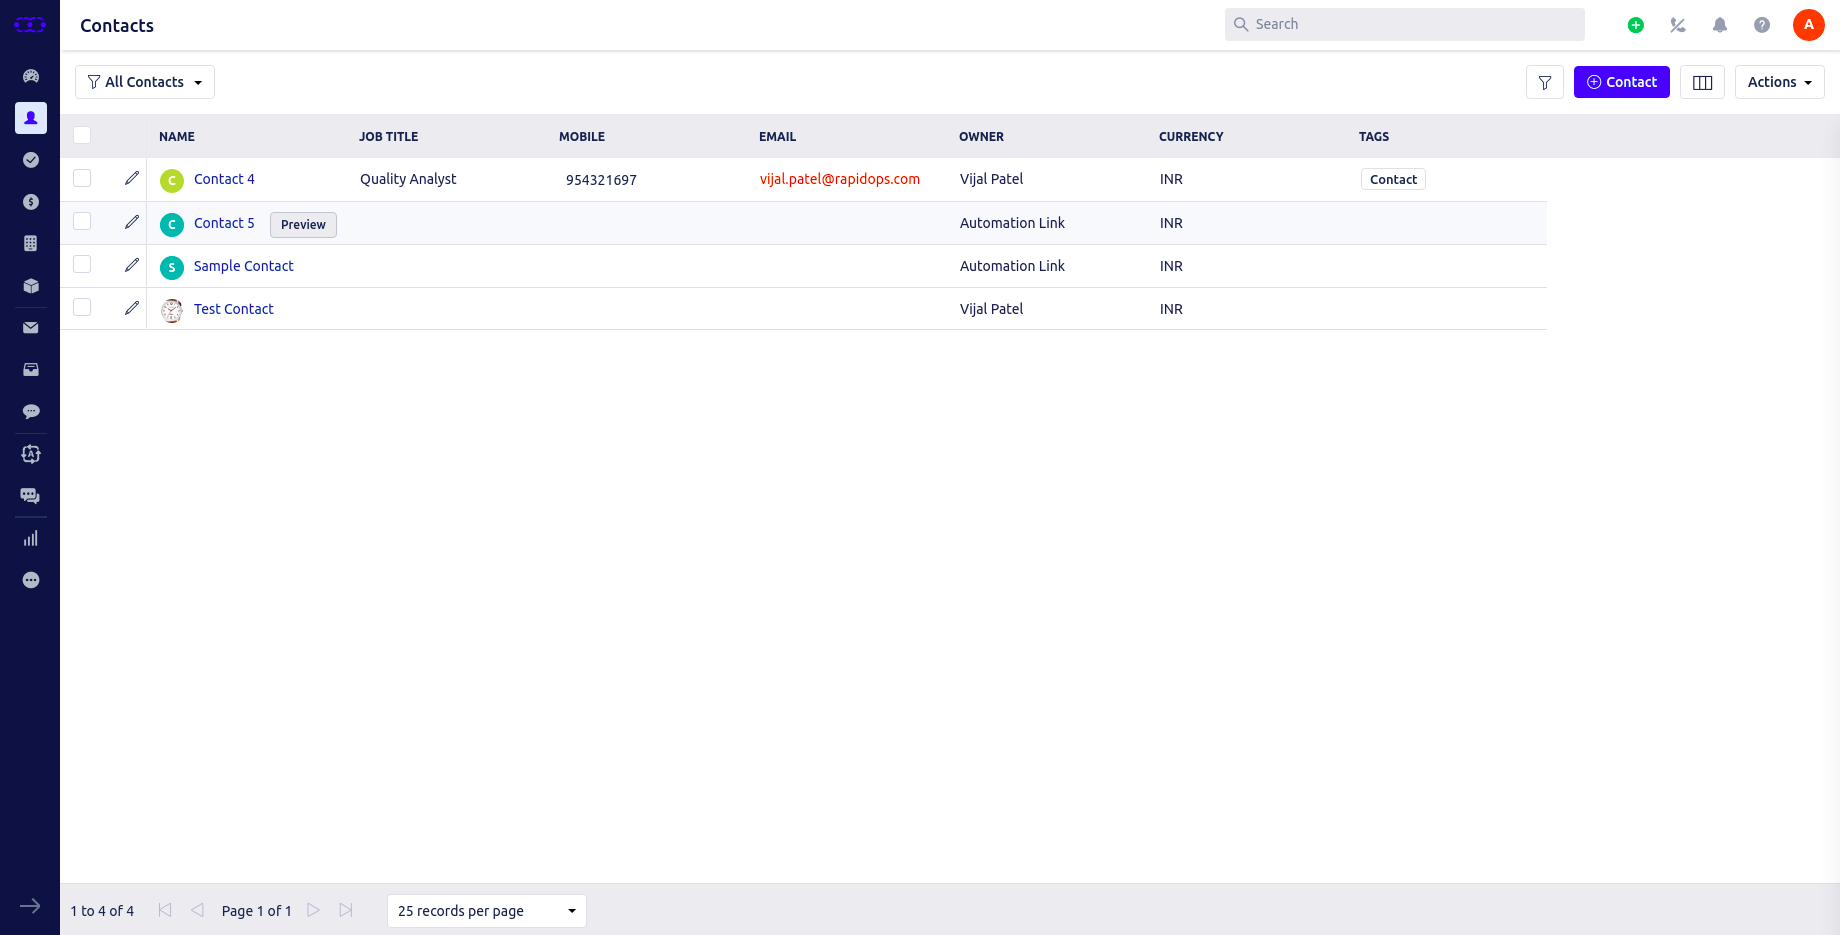 Contacts
Search
A
All Contacts
Contact
Actions
NAME JOB TITLE MOBILE EMAIL OWNER CURRENCY TAGS
C Contact 4 Quality Analyst 954321697 vijal.patel@rapidops.com Vijal Patel INR Contact
C Contact 5 Preview Automation Link INR
S Sample Contact Automation Link INR
Test Contact Vijal Patel INR
1 to 4 of 4 Page 1 of 1 25 records per page